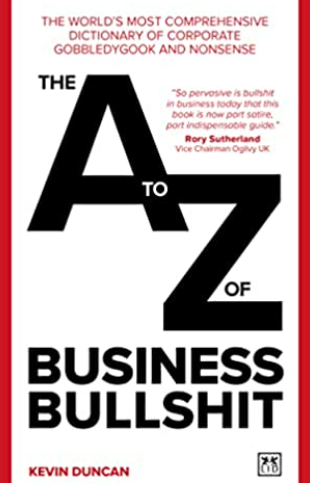 THE WORLD'S MOST COMPREHENSIVE
DICTIONARY OF CORPORATE
GOBBLEDYGOOK AND NONSENSE
THE
A
TO
Z
OF
"So pervasive is bullshit
in business today that this
book is now part satire,
part indispensable guide."
Rory Sutherland
Vice Chairman Ogilvy UK
BUSINESS
BULLSHIT
KEVIN DUNCAN
LID